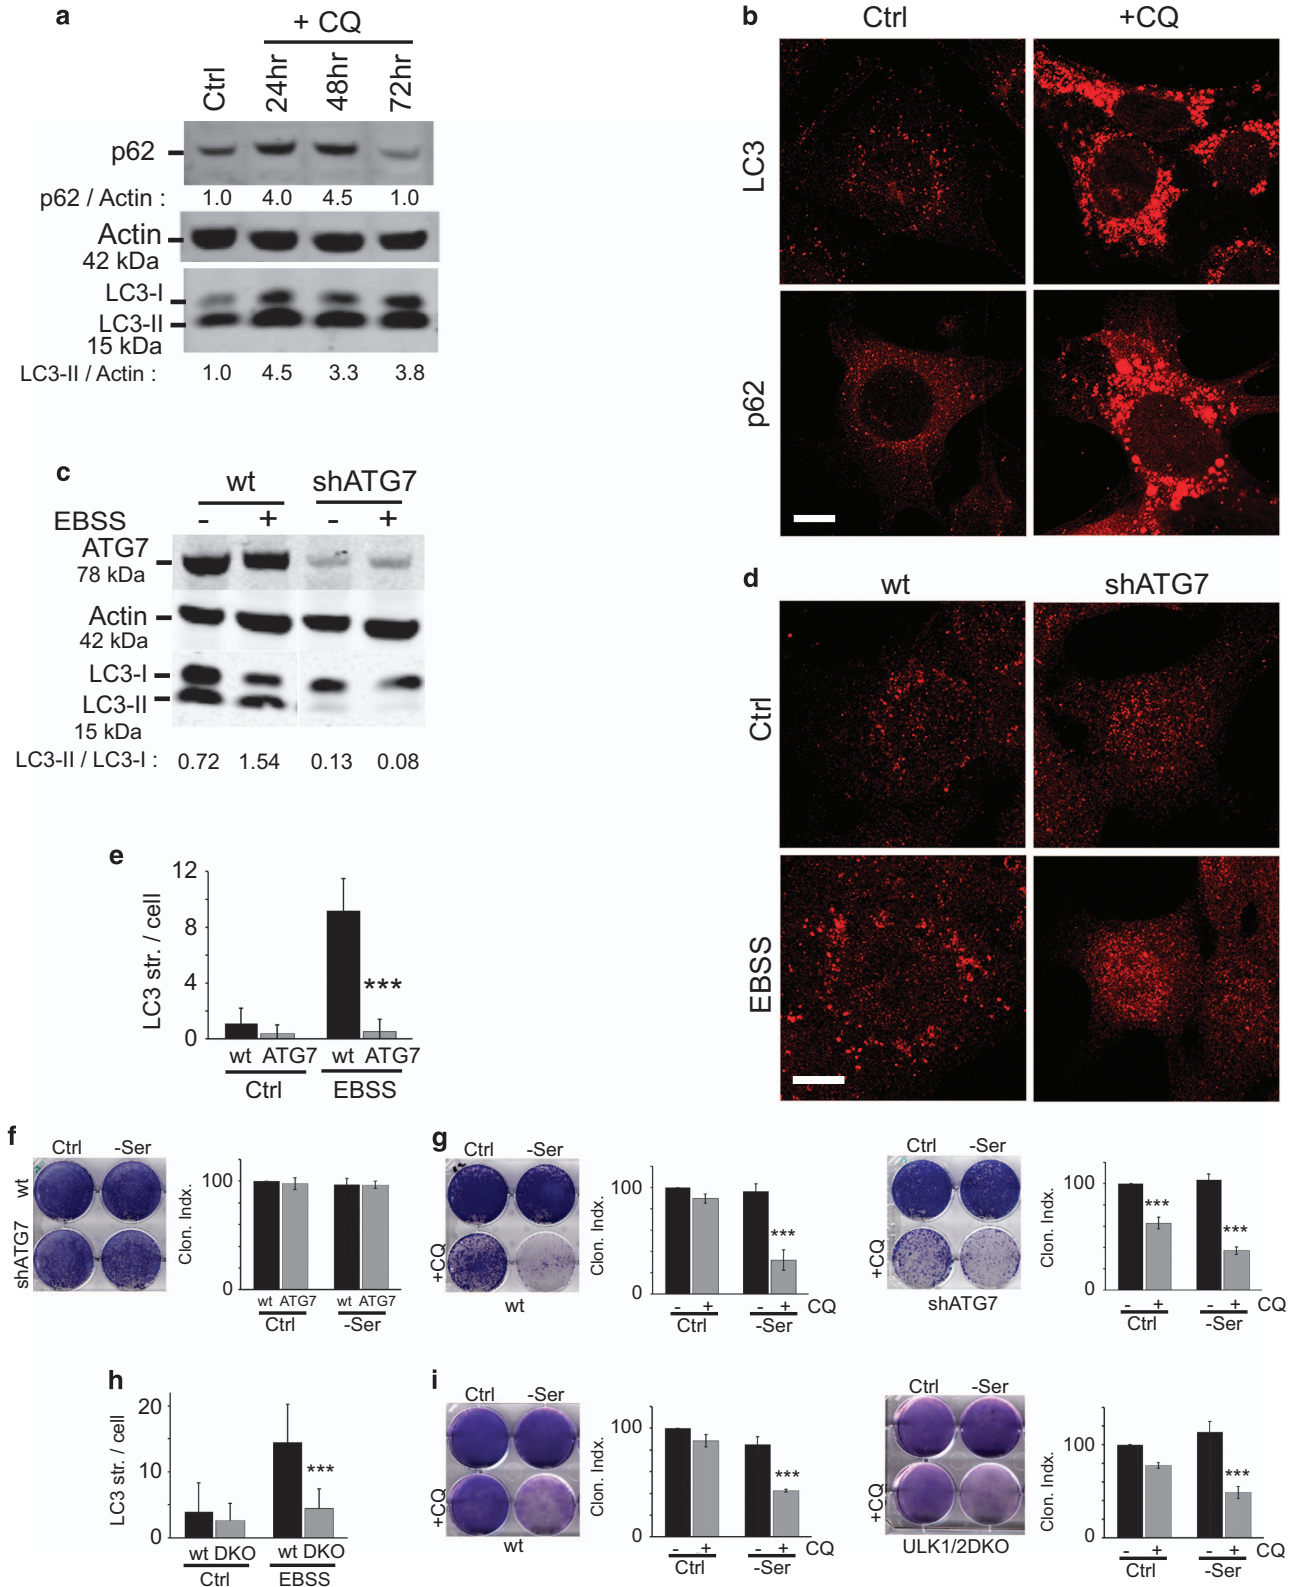 a
+ CQ
Ctrl 24hr 48hr 72hr
p62
p62 / Actin : 1.0 4.0 4.5 1.0
Actin
42 kDa
LC3-I
LC3-II
15 kDa
LC3-II / Actin : 1.0 4.5 3.3 3.8
b
Ctrl +CQ
LC3
p62
c
wt shATG7
EBSS - + - +
ATG7
78 kDa
Actin
42 kDa
LC3-I
LC3-II
15 kDa
LC3-II / LC3-I : 0.72 1.54 0.13 0.08
d
wt shATG7
Ctrl
EBSS
e
LC3 str. / cell
12
8
4
0
***
wt ATG7 wt ATG7
Ctrl EBSS
f
Ctrl -Ser
wt
shATG7
Clon. Indx.
100
0
wt ATG7 wt ATG7
Ctrl -Ser
g
Ctrl -Ser
+CQ
wt
Clon. Indx.
100
0
***
- + - + CQ
Ctrl -Ser
Ctrl -Ser
+CQ
shATG7
Clon. Indx.
100
0
*** ***
- + - + CQ
Ctrl -Ser
h
LC3 str. / cell
20
10
0
***
wt DKO wt DKO
Ctrl EBSS
i
Ctrl -Ser
+CQ
wt
Clon. Indx.
100
0
***
- + - + CQ
Ctrl -Ser
Ctrl -Ser
+CQ
ULK1/2DKO
Clon. Indx.
100
0
***
- + - + CQ
Ctrl -Ser